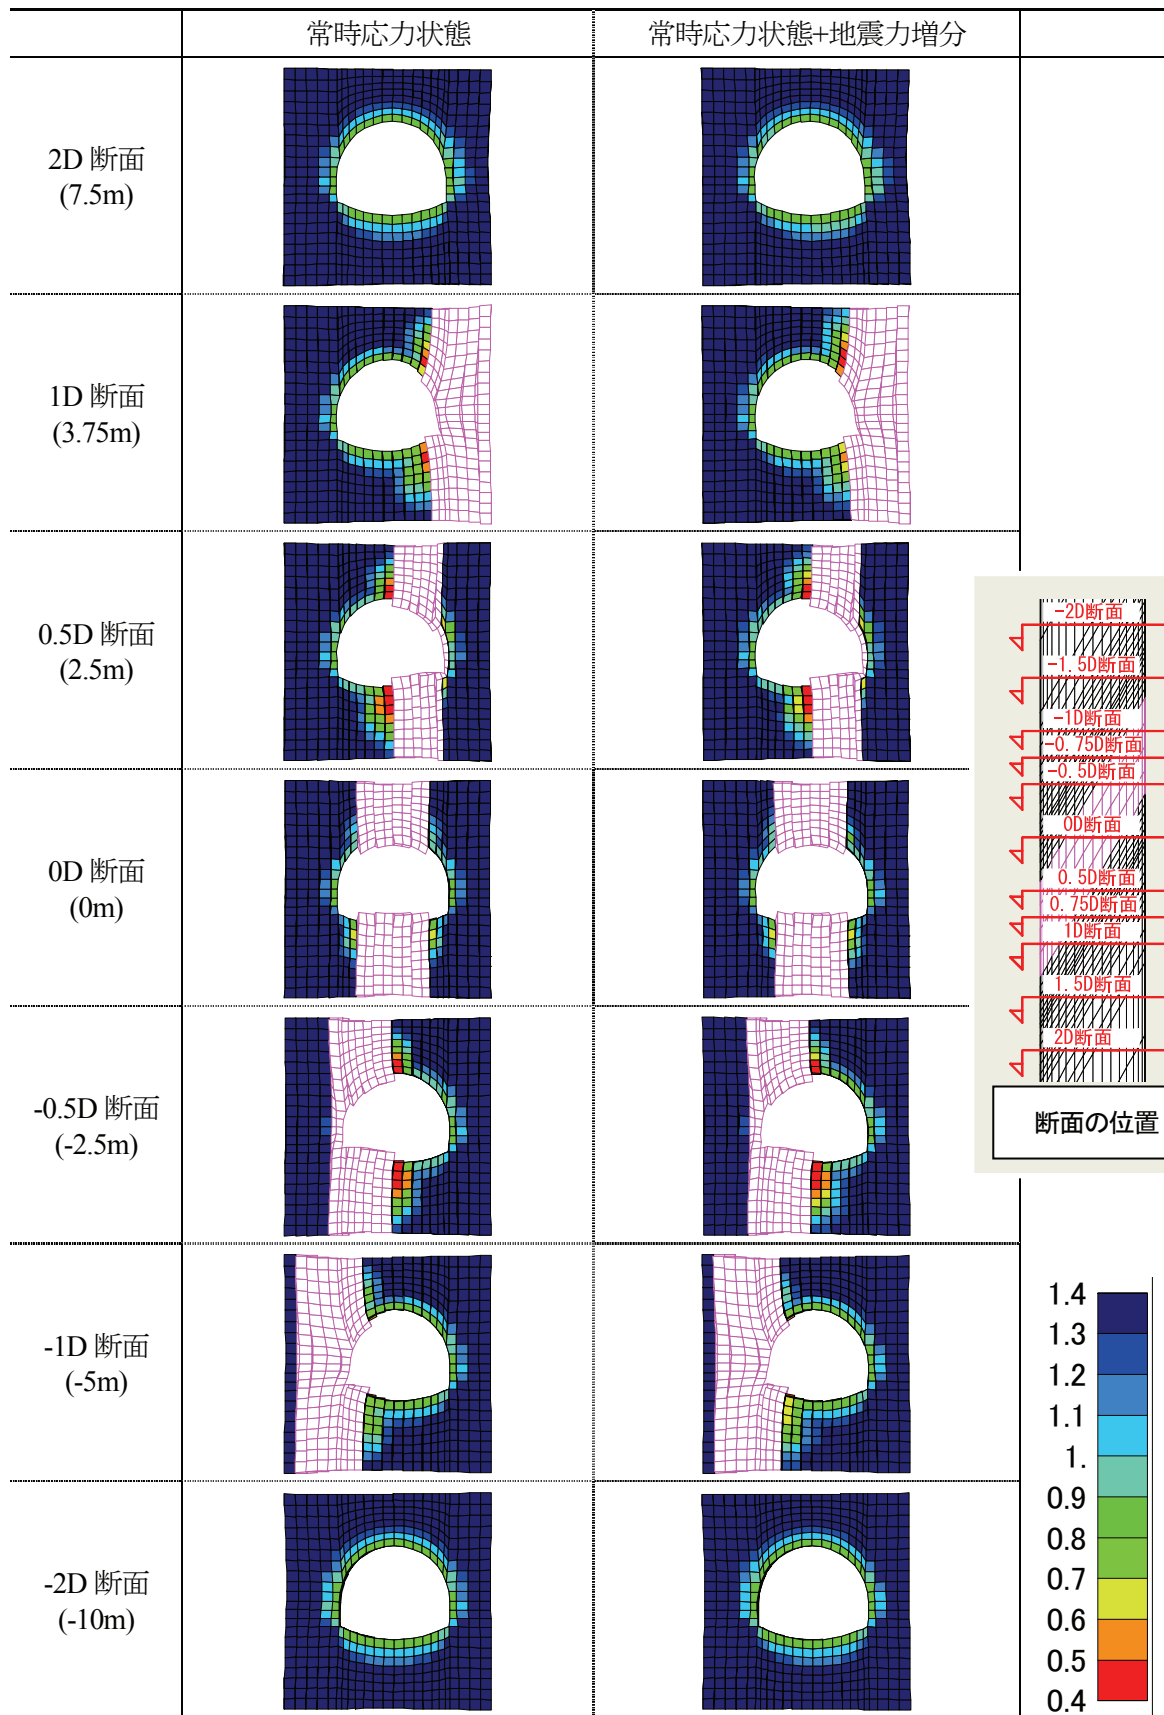 常時応力状態
常時応力状態+地震力増分
2D 断面
(7.5m)
1D 断面
(3.75m)
0.5D 断面
(2.5m)
0D 断面
(0m)
-0.5D 断面
(-2.5m)
-1D 断面
(-5m)
-2D 断面
(-10m)
-2D断面
-1.5D断面
-1D断面
-0.75D断面
-0.5D断面
0D断面
0.5D断面
0.75D断面
1D断面
1.5D断面
2D断面
断面の位置
1.4
1.3
1.2
1.1
1.
0.9
0.8
0.7
0.6
0.5
0.4